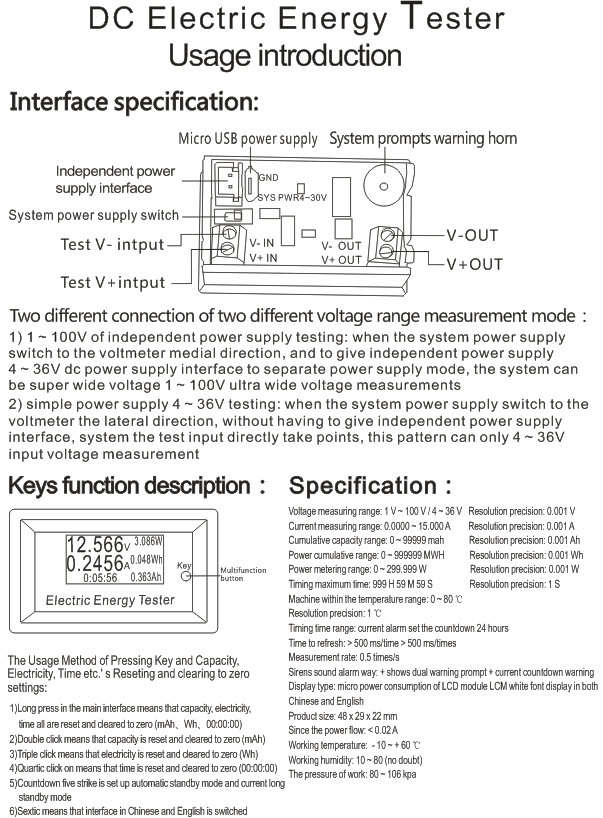 DC Electric Energy Tester
Usage introduction
Interface specification:
Micro USB power supply
System prompts warning horn
Independent power
supply interface
GND
SYS PWR4~30V
System power supply switch
Test V- intput
V- IN
V- OUT
V-OUT
V+ IN
V+ OUT
V+OUT
Test V+intput
Two different connection of two different voltage range measurement mode :
1) 1 ~ 100V of independent power supply testing: when the system power supply
switch to the voltmeter medial direction, and to give independent power supply
4 ~ 36V dc power supply interface to separate power supply mode, the system can
be super wide voltage 1 ~ 100V ultra wide voltage measurements
2) simple power supply 4 ~ 36V testing: when the system power supply switch to the
voltmeter the lateral direction, without having to give independent power supply
interface, system the test input directly take points, this pattern can only 4 ~ 36V
input voltage measurement
Keys function description :
12.566V 3.086W
0.2456A 0.048Wh
0:05:56 0.363Ah
Key
Multifunction
button
Electric Energy Tester
The Usage Method of Pressing Key and Capacity,
Electricity, Time etc.' s Reseting and clearing to zero
settings:
1)Long press in the main interface means that capacity, electricity,
time all are reset and cleared to zero (mAh、Wh、00:00:00)
2)Double click means that capacity is reset and cleared to zero (mAh)
3)Triple click means that electricity is reset and cleared to zero (Wh)
4)Quartic click on means that time is reset and cleared to zero (00:00:00)
5)Countdown five strike is set up automatic standby mode and current long
standby mode
6)Sextic means that interface in Chinese and English is switched
Specification :
Voltage measuring range: 1 V ~ 100 V / 4 ~ 36 V Resolution precision: 0.001 V
Current measuring range: 0.0000 ~ 15.000 A Resolution precision: 0.001 A
Cumulative capacity range: 0 ~ 99999 mah Resolution precision: 0.001 Ah
Power cumulative range: 0 ~ 999999 MWH Resolution precision: 0.001 Wh
Power metering range: 0 ~ 299.999 W Resolution precision: 0.001 W
Timing maximum time: 999 H 59 M 59 S Resolution precision: 1 S
Machine within the temperature range: 0 ~ 80 ℃
Resolution precision: 1 ℃
Timing time range: current alarm set the countdown 24 hours
Time to refresh: > 500 ms/time > 500 ms/times
Measurement rate: 0.5 times/s
Sirens sound alarm way: + shows dual warning prompt + current countdown warning
Display type: micro power consumption of LCD module LCM white font display in both
Chinese and English
Product size: 48 x 29 x 22 mm
Since the power flow: < 0.02 A
Working temperature: - 10 ~ + 60 ℃
Working humidity: 10 ~ 80 (no doubt)
The pressure of work: 80 ~ 106 kpa